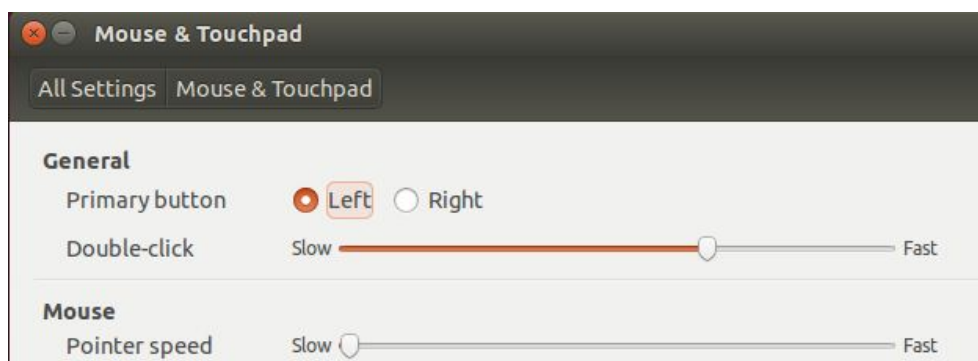 Mouse & Touchpad
All Settings Mouse & Touchpad
General
Primary button Left Right
Double-click Slow Fast
Mouse
Pointer speed Slow Fast